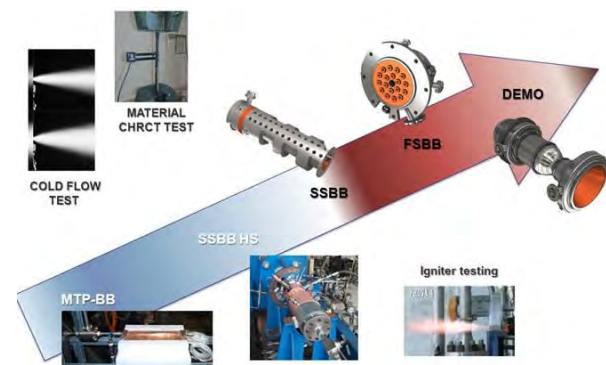 MATERIAL
CHRCT TEST
COLD FLOW
TEST
DEMO
FSBB
SSBB
SSBB HS
MTP-BB
Igniter testing